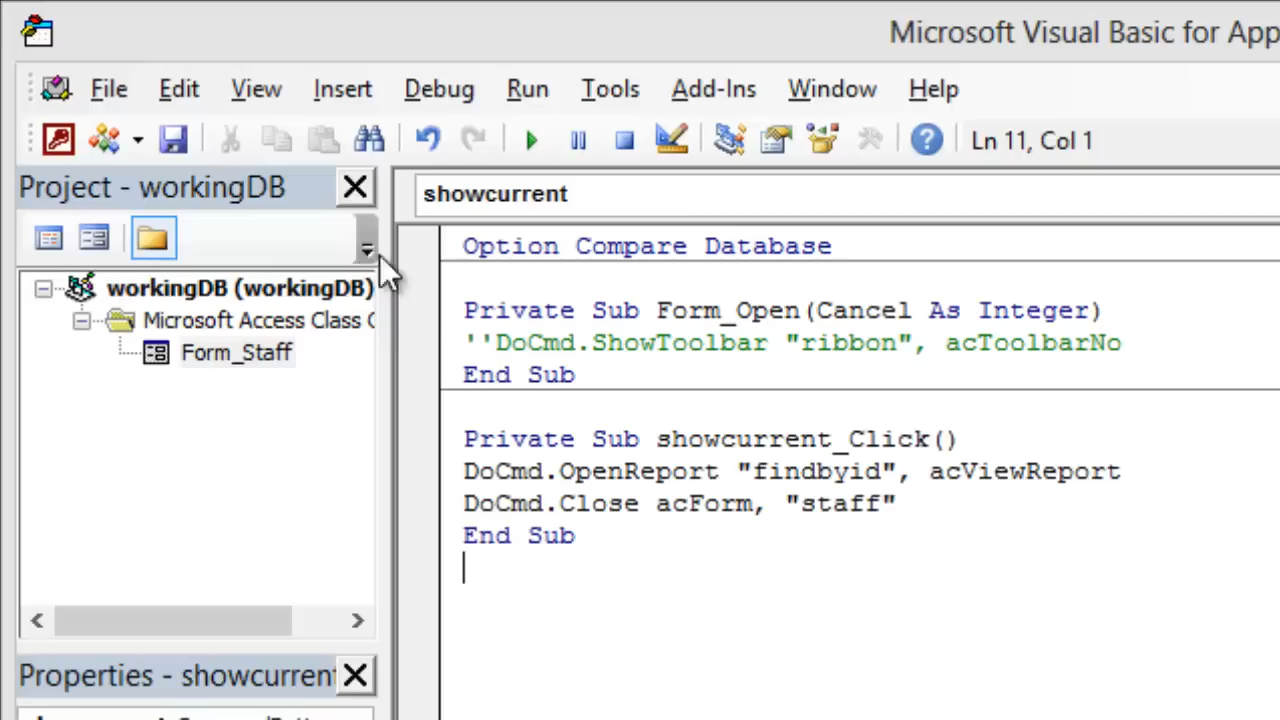 Microsoft Visual Basic for App
File Edit View Insert Debug Run Tools Add-Ins Window Help
Ln 11, Col 1
Project - workingDB
showcurrent
workingDB (workingDB)
Microsoft Access Class
Form_Staff
Option Compare Database
Private Sub Form_Open(Cancel As Integer)
''DoCmd.ShowToolbar "ribbon", acToolbarNo
End Sub
Private Sub showcurrent_Click()
DoCmd.OpenReport "findbyid", acViewReport
DoCmd.Close acForm, "staff"
End Sub
Properties - showcurrent